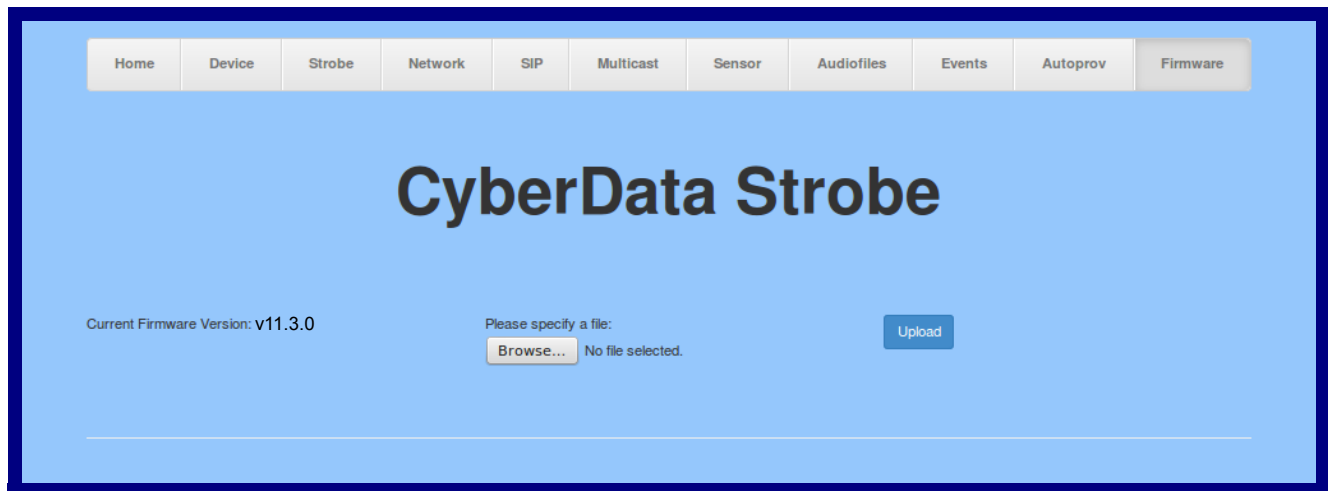 Home Device Strobe Network SIP Multicast Sensor Audiofiles Events Autoprov Firmware
CyberData Strobe
Current Firmware Version: v11.3.0
Please specify a file:
Browse... No file selected.
Upload